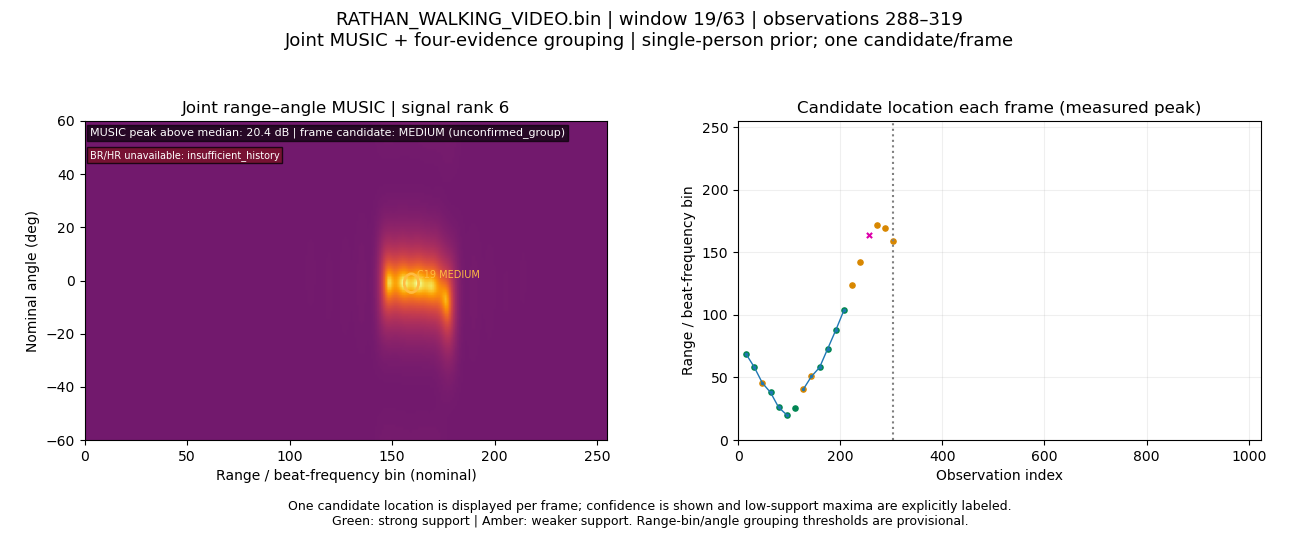 RATHAN_WALKING_VIDEO.bin | window 19/63 | observations 288–319
Joint MUSIC + four-evidence grouping | single-person prior; one candidate/frame
Joint range–angle MUSIC | signal rank 6
MUSIC peak above median: 20.4 dB | frame candidate: MEDIUM (unconfirmed_group)
BR/HR unavailable: insufficient_history
C19 MEDIUM
60
40
20
0
−20
−40
−60
Nominal angle (deg)
0 50 100 150 200 250
Range / beat-frequency bin (nominal)
Candidate location each frame (measured peak)
250
200
150
100
50
0
Range / beat-frequency bin
0 200 400 600 800 1000
Observation index
One candidate location is displayed per frame; confidence is shown and low-support maxima are explicitly labeled.
Green: strong support | Amber: weaker support. Range-bin/angle grouping thresholds are provisional.